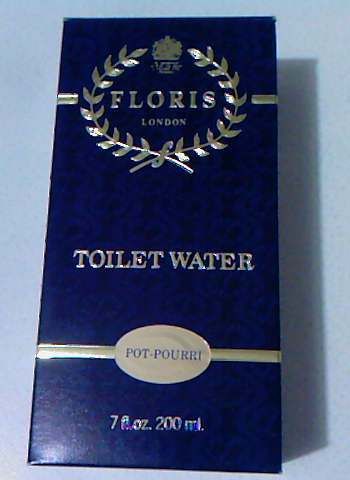 FLORIS
LONDON
TOILET WATER
POT-POURRI
7 fl.oz. 200 ml.